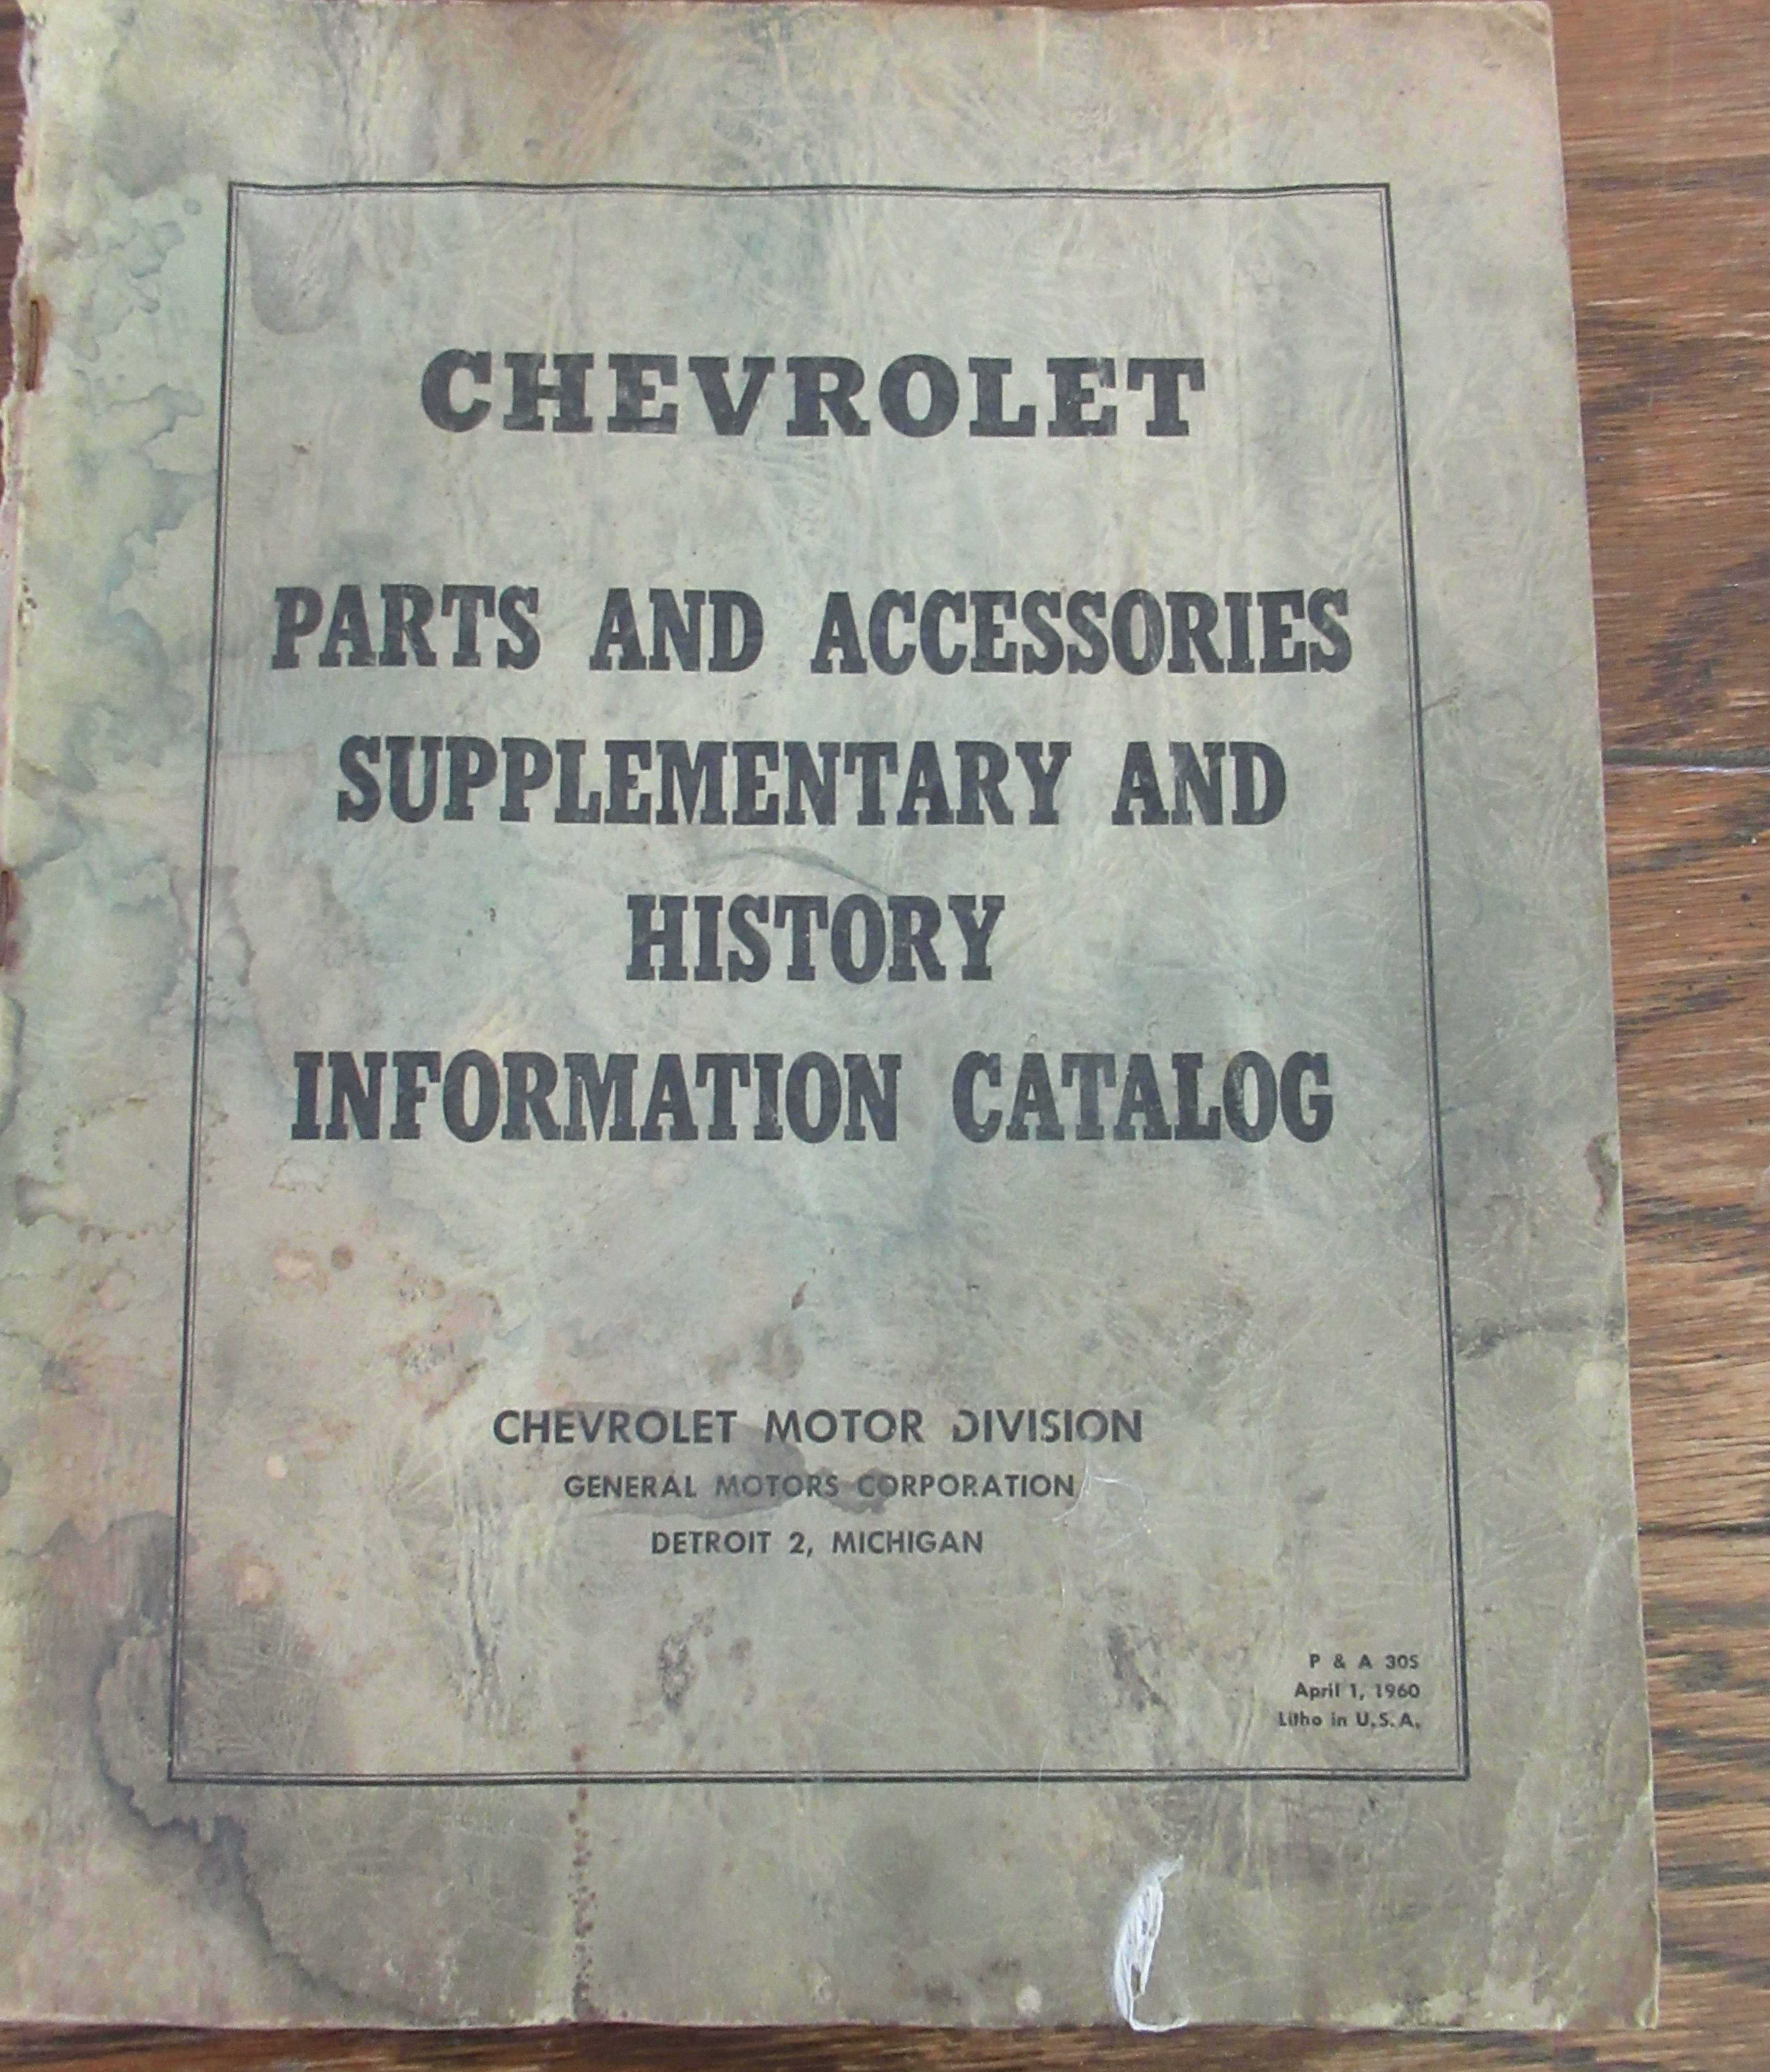 CHEVROLET
PARTS AND ACCESSORIES
SUPPLEMENTARY AND
HISTORY
INFORMATION CATALOG
CHEVROLET MOTOR DIVISION
GENERAL MOTORS CORPORATION
DETROIT 2, MICHIGAN
P & A 30S
April 1, 1960
Litho in U.S.A.